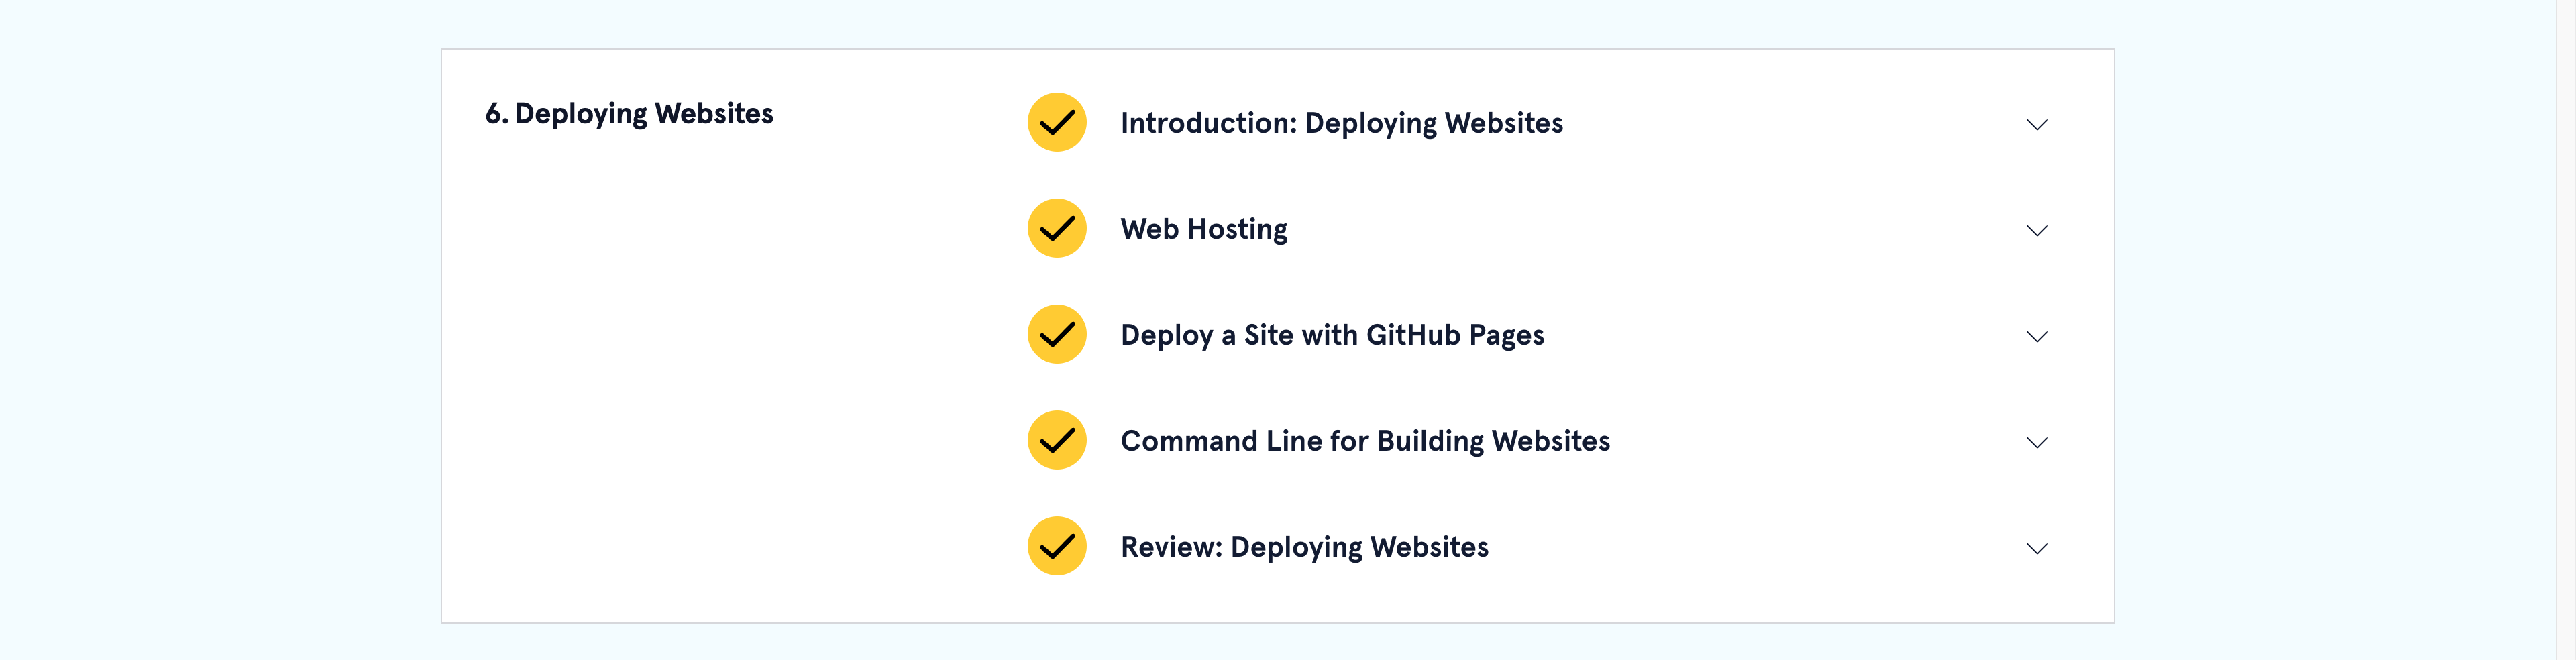 6. Deploying Websites
Introduction: Deploying Websites
Web Hosting
Deploy a Site with GitHub Pages
Command Line for Building Websites
Review: Deploying Websites